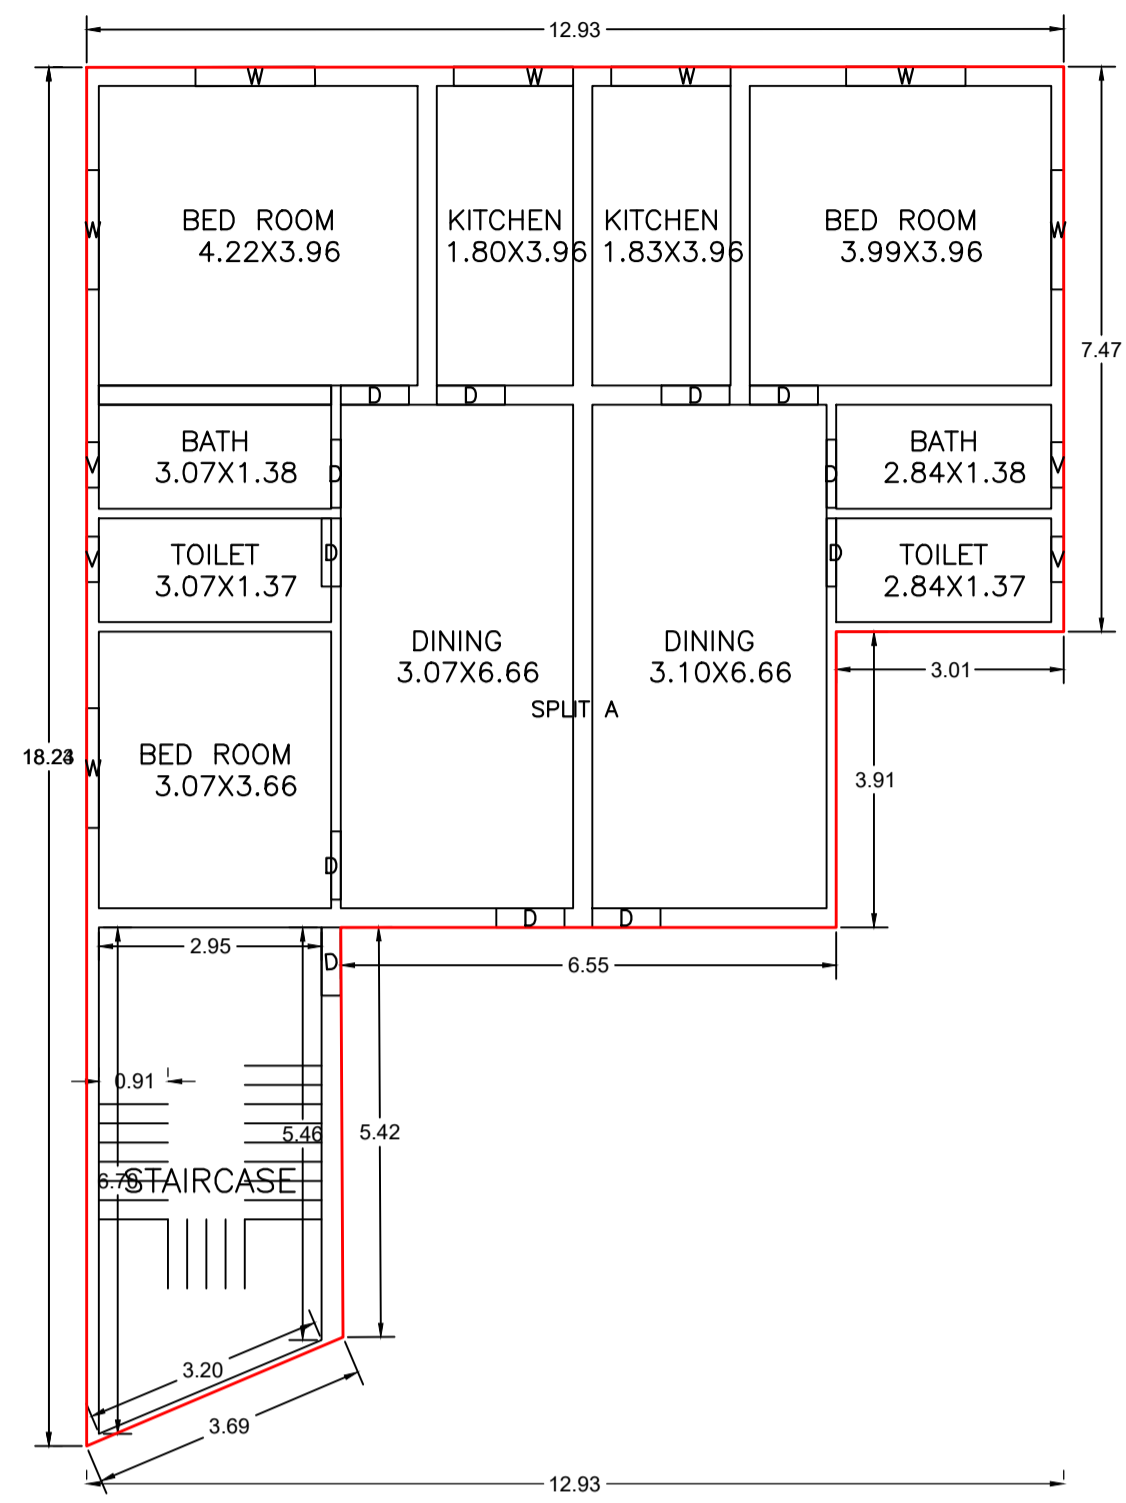 12.93
W W W W
BED ROOM
4.22X3.96
KITCHEN
1.80X3.96
KITCHEN
1.83X3.96
BED ROOM
3.99X3.96
W
W
7.47
D D D D
BATH
3.07X1.38
V
D
BATH
2.84X1.38
D
V
TOILET
3.07X1.37
V
D
TOILET
2.84X1.37
D
V
DINING
3.07X6.66
DINING
3.10X6.66
3.01
SPLIT A
BED ROOM
3.07X3.66
W
3.91
D
D D
2.95
D
6.55
0.91
5.46
5.42
STAIRCASE
3.20
3.69
12.93